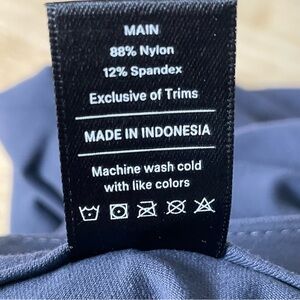 MAIN
88% Nylon
12% Spandex
Exclusive of Trims
MADE IN INDONESIA
Machine wash cold
with like colors